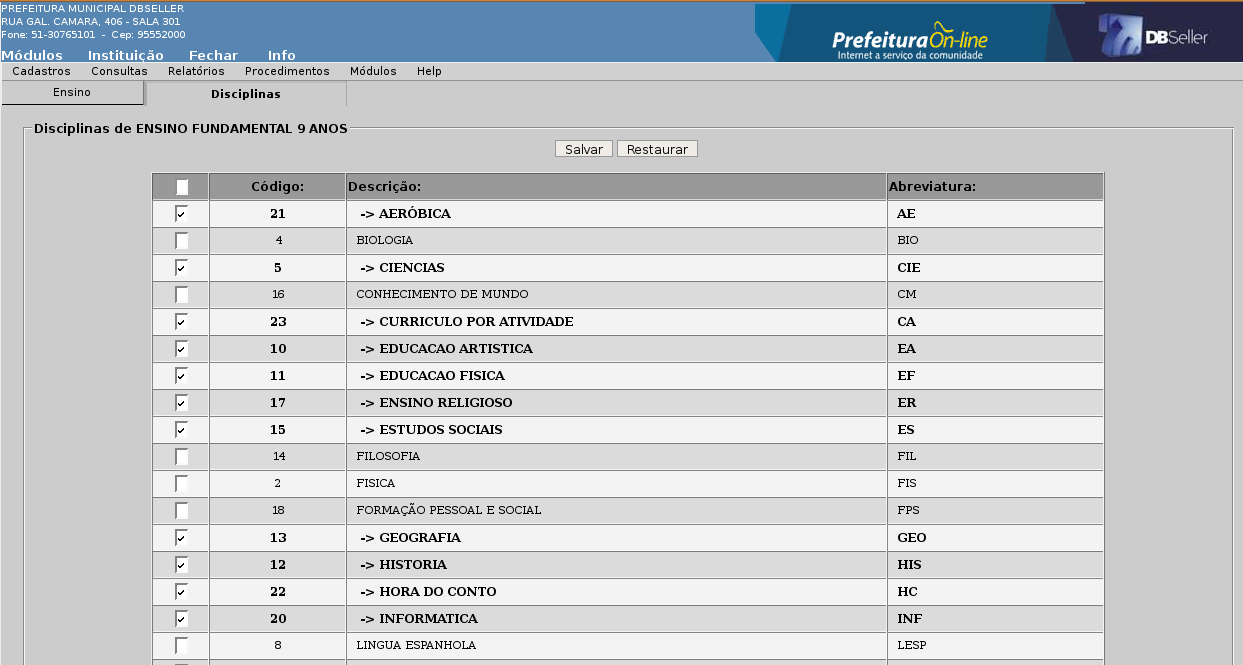 PREFEITURA MUNICIPAL DBSELLER
RUA GAL. CAMARA, 406 - SALA 301
Fone: 51-30765101 - Cep: 95552000
Prefeitura On-line
Internet a serviço da comunidade
DBSeller
Módulos Instituição Fechar Info
Cadastros Consultas Relatórios Procedimentos Módulos Help
Ensino Disciplinas
Disciplinas de ENSINO FUNDAMENTAL 9 ANOS
Salvar Restaurar
Código: Descrição: Abreviatura:
21 -> AERÓBICA AE
4 BIOLOGIA BIO
5 -> CIENCIAS CIE
16 CONHECIMENTO DE MUNDO CM
23 -> CURRICULO POR ATIVIDADE CA
10 -> EDUCACAO ARTISTICA EA
11 -> EDUCACAO FISICA EF
17 -> ENSINO RELIGIOSO ER
15 -> ESTUDOS SOCIAIS ES
14 FILOSOFIA FIL
2 FISICA FIS
18 FORMAÇÃO PESSOAL E SOCIAL FPS
13 -> GEOGRAFIA GEO
12 -> HISTORIA HIS
22 -> HORA DO CONTO HC
20 -> INFORMATICA INF
8 LINGUA ESPANHOLA LESP